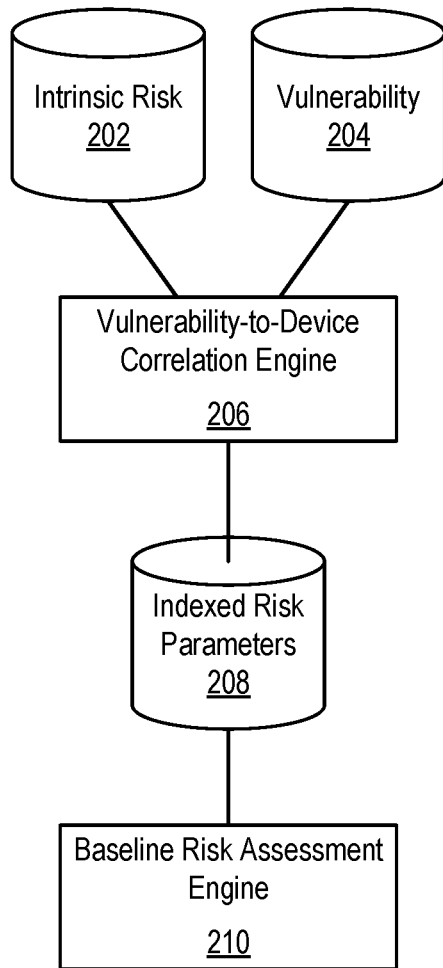 Intrinsic Risk
202
Vulnerability
204
Vulnerability-to-Device
Correlation Engine
206
Indexed Risk
Parameters
208
Baseline Risk Assessment
Engine
210